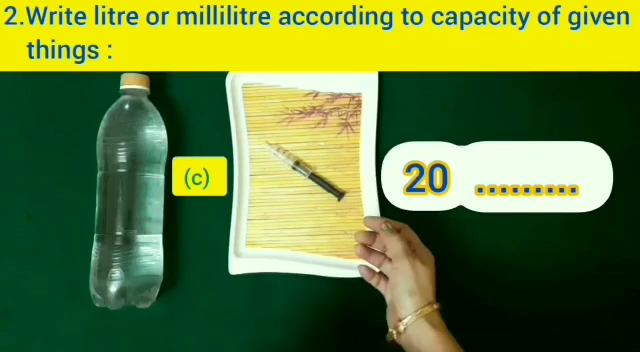 2.Write litre or millilitre according to capacity of given
things :
(c)
20 .........